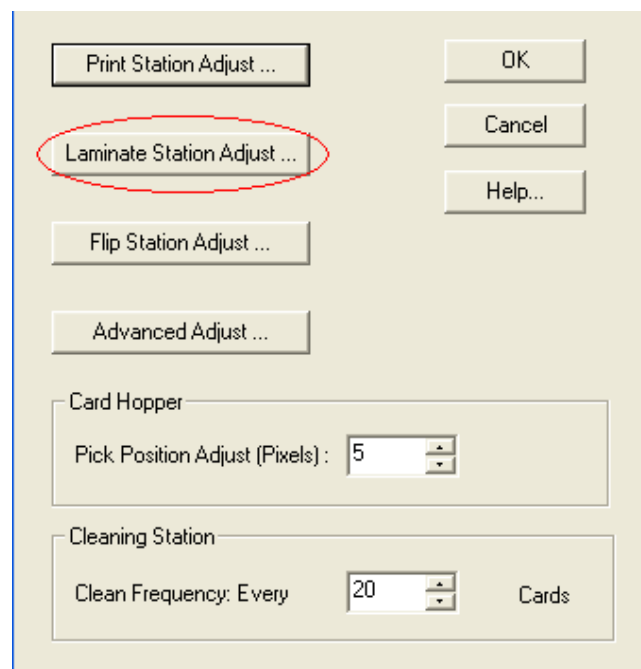 Print Station Adjust ...
OK
Laminate Station Adjust ...
Cancel
Help...
Flip Station Adjust ...
Advanced Adjust ...
Card Hopper
Pick Position Adjust (Pixels) : 5
Cleaning Station
Clean Frequency: Every 20 Cards